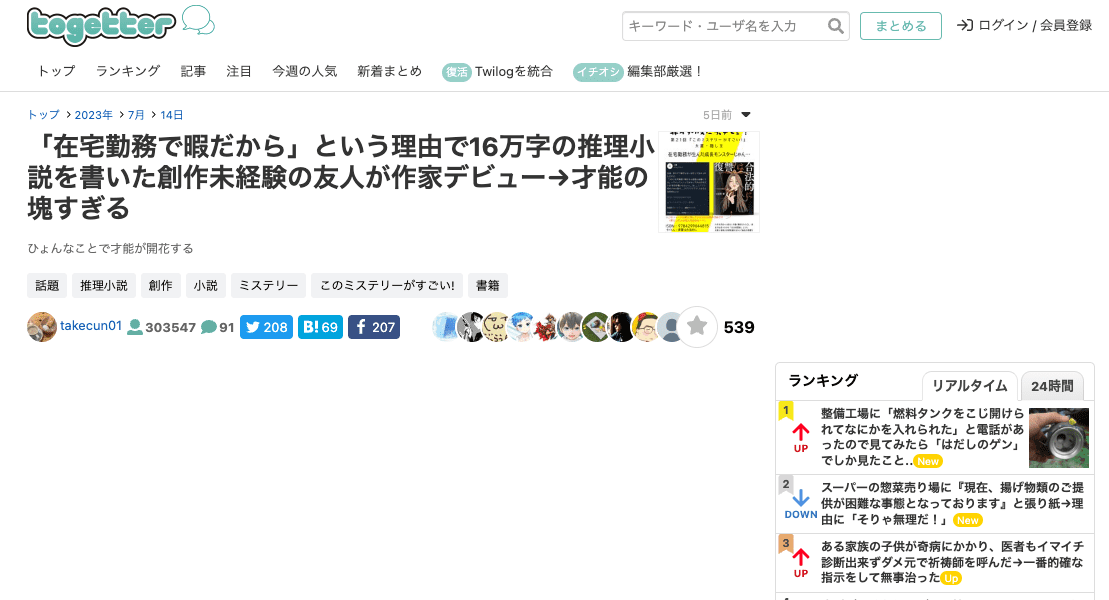 togetter
キーワード・ユーザ名を入力
まとめる
ログイン / 会員登録
トップ ランキング 記事 注目 今週の人気 新着まとめ 復活 Twilogを統合 イチオシ 編集部厳選！
トップ 2023年 7月 14日
5日前
「在宅勤務で暇だから」という理由で16万字の推理小
説を書いた創作未経験の友人が作家デビュー→才能の
塊すぎる
ひょんなことで才能が開花する
話題 推理小説 創作 小説 ミステリー このミステリーがすごい! 書籍
takecun01 303547 91 208 B! 69 207 539
ランキング リアルタイム 24時間
1
UP
整備工場に「燃料タンクをこじ開けら
れてなにかを入れられた」と電話があ
ったので見てみたら「はだしのゲン」
でしか見たこと.. New
2
DOWN
スーパーの惣菜売り場に『現在、揚げ物類のご提
供が困難な事態となっております』と張り紙→理
由に「そりゃ無理だ！」 New
3
UP
ある家族の子供が奇病にかかり、医者もイマイチ
診断出来ずダメ元で祈祷師を呼んだ→一番的確な
指示をして無事治った Up